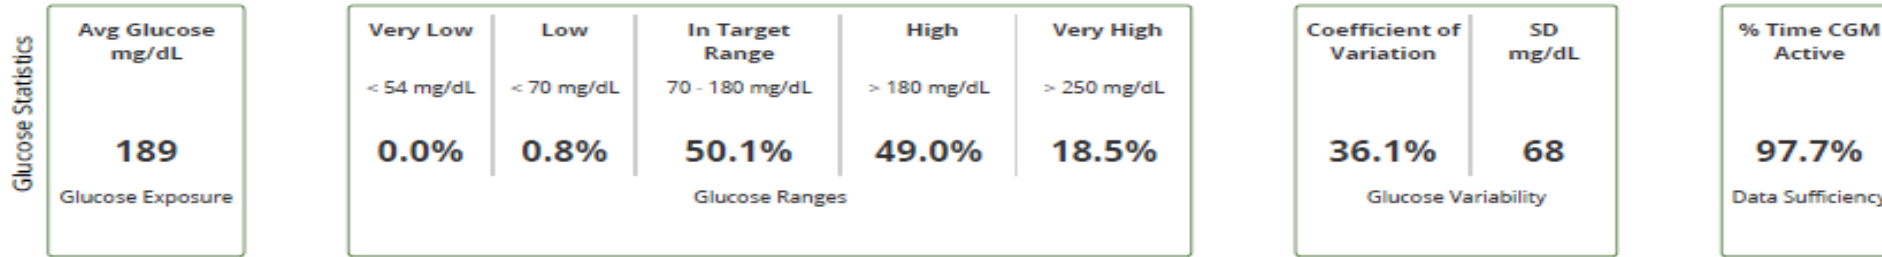 Glucose Statistics
Avg Glucose
mg/dL
189
Glucose Exposure
Very Low
< 54 mg/dL
0.0%
Low
< 70 mg/dL
0.8%
In Target
Range
70 - 180 mg/dL
50.1%
High
> 180 mg/dL
49.0%
Very High
> 250 mg/dL
18.5%
Glucose Ranges
Coefficient of
Variation
36.1%
SD
mg/dL
68
Glucose Variability
% Time CGM
Active
97.7%
Data Sufficiency